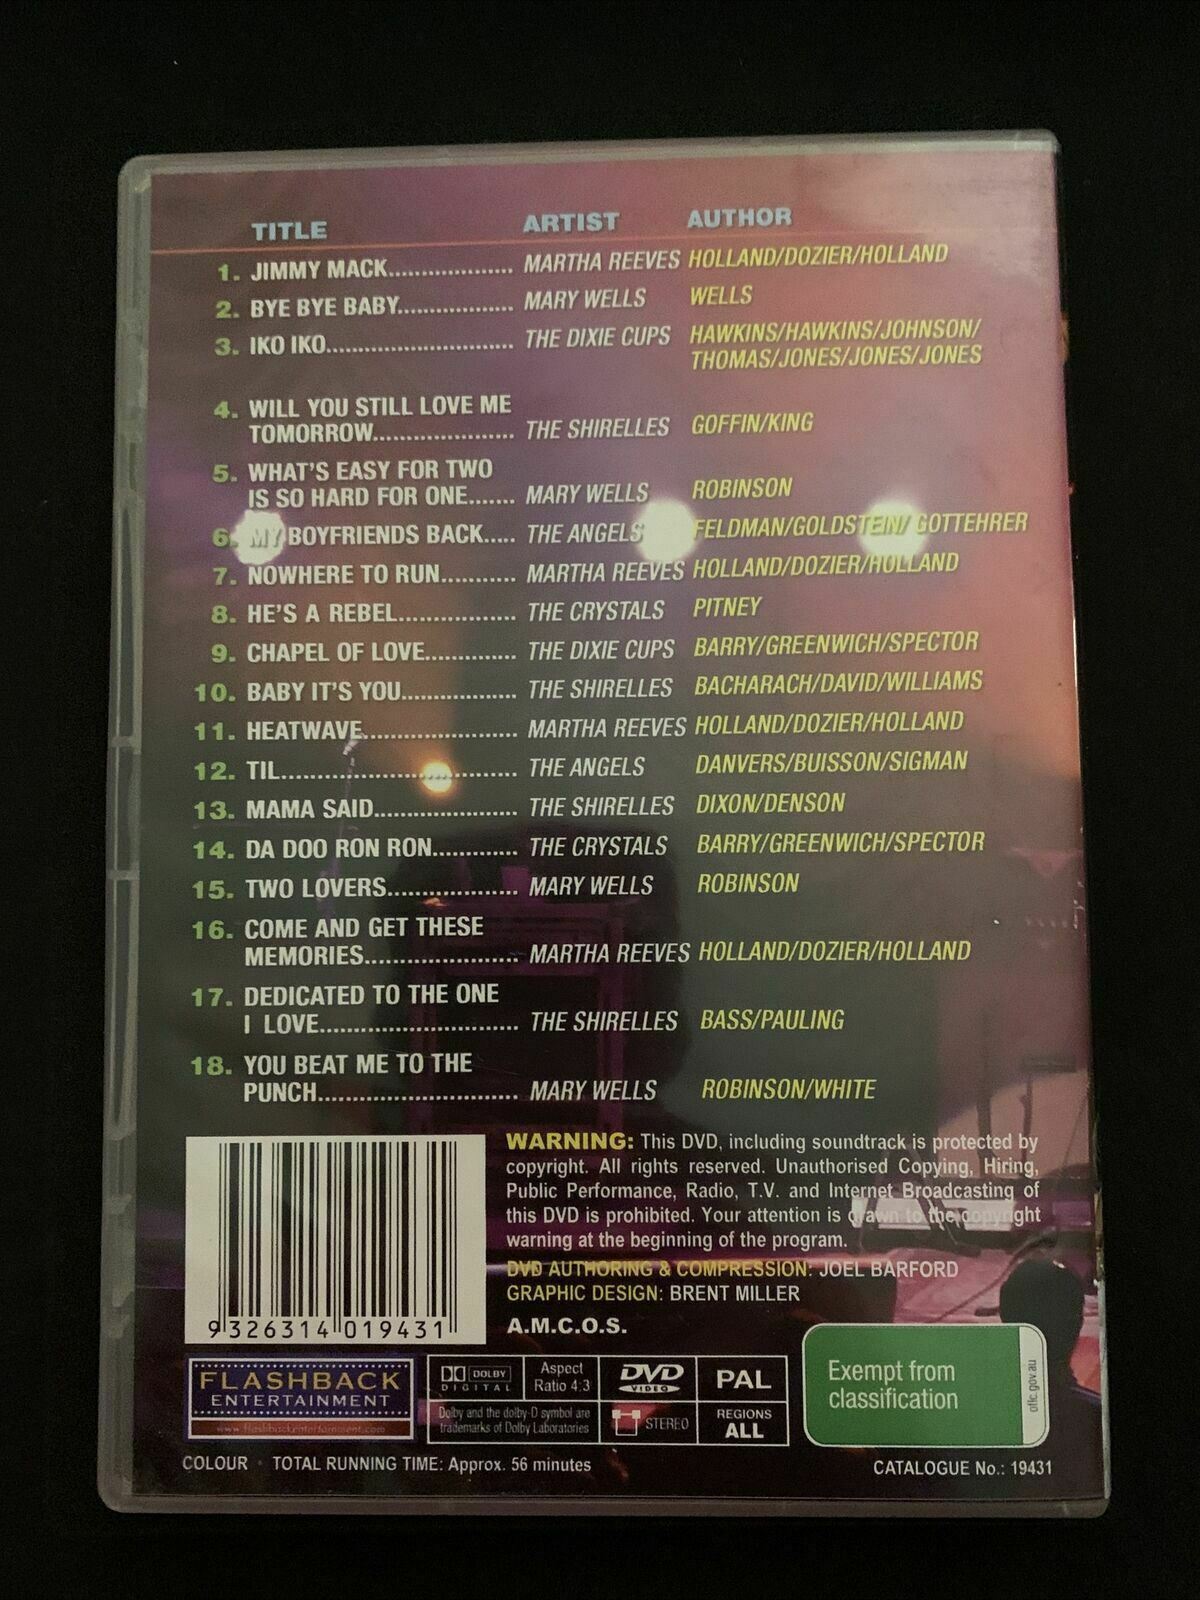 TITLE ARTIST AUTHOR
1. JIMMY MACK.................. MARTHA REEVES HOLLAND/DOZIER/HOLLAND
2. BYE BYE BABY................. MARY WELLS WELLS
3. IKO IKO........................... THE DIXIE CUPS HAWKINS/HAWKINS/JOHNSON/
THOMAS/JONES/JONES/JONES
4. WILL YOU STILL LOVE ME
TOMORROW..................... THE SHIRELLES GOFFIN/KING
5. WHAT'S EASY FOR TWO
IS SO HARD FOR ONE....... MARY WELLS ROBINSON
6. MY BOYFRIENDS BACK..... THE ANGELS FELDMAN/GOLDSTEIN/ GOTTEHRER
7. NOWHERE TO RUN........... MARTHA REEVES HOLLAND/DOZIER/HOLLAND
8. HE'S A REBEL.................. THE CRYSTALS PITNEY
9. CHAPEL OF LOVE.............. THE DIXIE CUPS BARRY/GREENWICH/SPECTOR
10. BABY IT'S YOU................. THE SHIRELLES BACHARACH/DAVID/WILLIAMS
11. HEATWAVE....................... MARTHA REEVES HOLLAND/DOZIER/HOLLAND
12. TIL................................... THE ANGELS DANVERS/BUISSON/SIGMAN
13. MAMA SAID..................... THE SHIRELLES DIXON/DENSON
14. DA DOO RON RON............ THE CRYSTALS BARRY/GREENWICH/SPECTOR
15. TWO LOVERS................... MARY WELLS ROBINSON
16. COME AND GET THESE
MEMORIES....................... MARTHA REEVES HOLLAND/DOZIER/HOLLAND
17. DEDICATED TO THE ONE
I LOVE............................. THE SHIRELLES BASS/PAULING
18. YOU BEAT ME TO THE
PUNCH............................. MARY WELLS ROBINSON/WHITE
WARNING: This DVD, including soundtrack is protected by
copyright. All rights reserved. Unauthorised Copying, Hiring,
Public Performance, Radio, T.V. and Internet Broadcasting of
this DVD is prohibited. Your attention is drawn to the copyright
warning at the beginning of the program.
DVD AUTHORING & COMPRESSION: JOEL BARFORD
GRAPHIC DESIGN: BRENT MILLER
A.M.C.O.S.
9 326314 019431
FLASHBACK
ENTERTAINMENT
www.flashbackentertainment.com
DOLBY
DIGITAL
Aspect
Ratio 4:3
DVD
VIDEO
PAL
Dolby and the dolby-D symbol are
trademarks of Dolby Laboratories
STEREO
REGIONS
ALL
Exempt from
classification
oflc.gov.au
COLOUR • TOTAL RUNNING TIME: Approx. 56 minutes
CATALOGUE No.: 19431